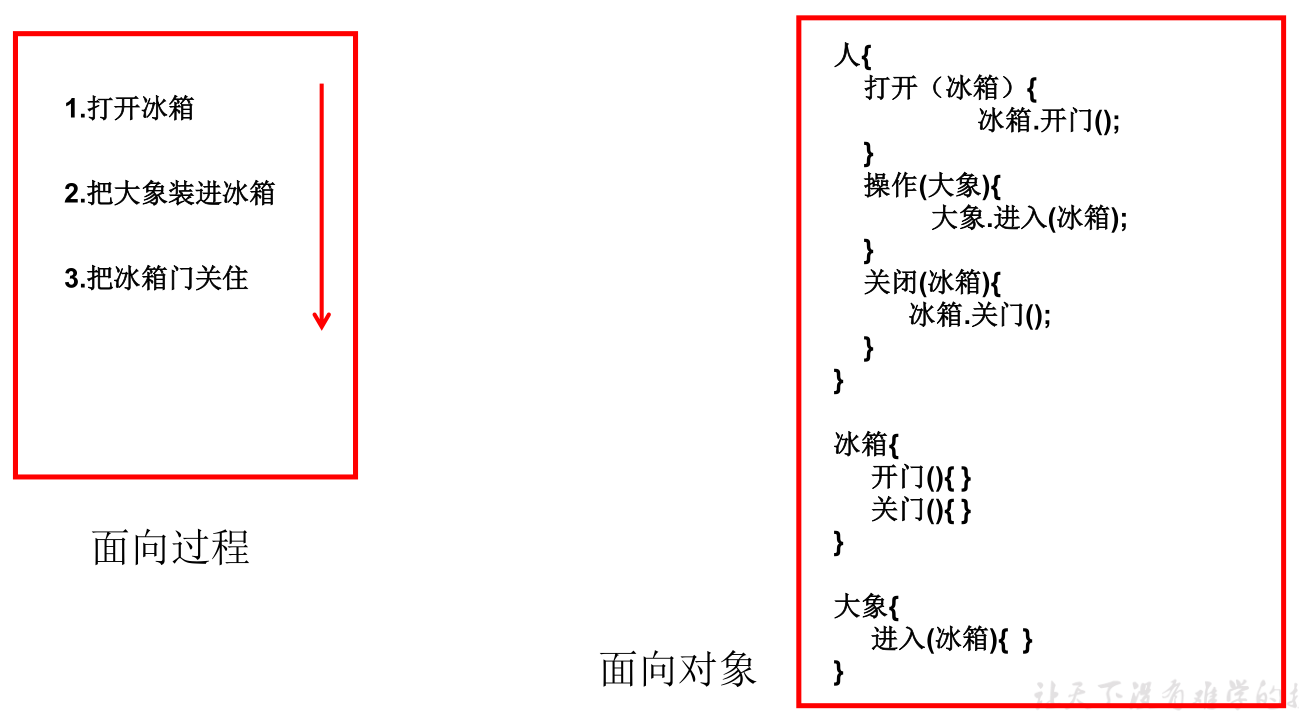 1.打开冰箱
2.把大象装进冰箱
3.把冰箱门关住
面向过程
人{
打开（冰箱）{
冰箱.开门();
}
操作(大象){
大象.进入(冰箱);
}
关闭(冰箱){
冰箱.关门();
}
}
冰箱{
开门(){ }
关门(){ }
}
大象{
进入(冰箱){ }
}
面向对象
让天下没有难学的